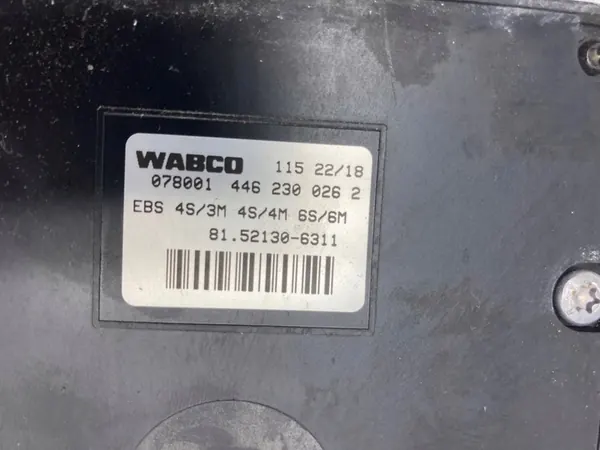 WABCO 115 22/18
078001 446 230 026 2
EBS 4S/3M 4S/4M 6S/6M
81.52130-6311